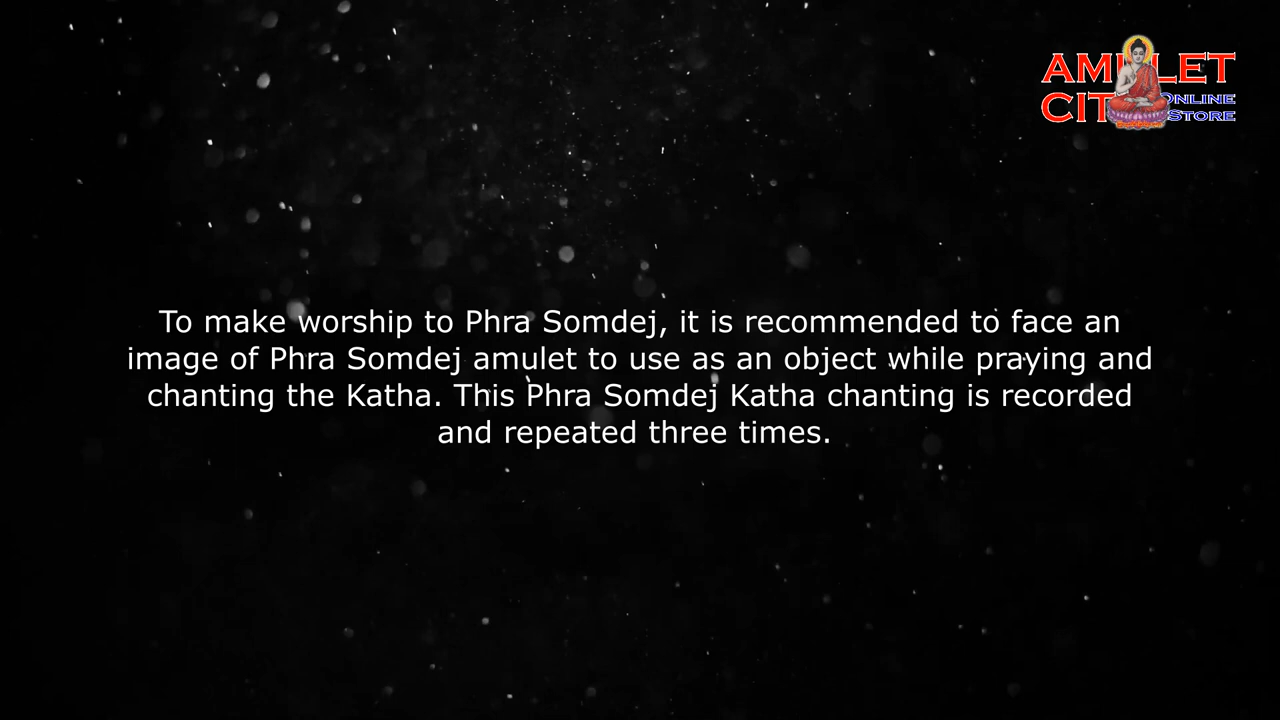 AMULET
CITY ONLINE
STORE
To make worship to Phra Somdej, it is recommended to face an
image of Phra Somdej amulet to use as an object while praying and
chanting the Katha. This Phra Somdej Katha chanting is recorded
and repeated three times.